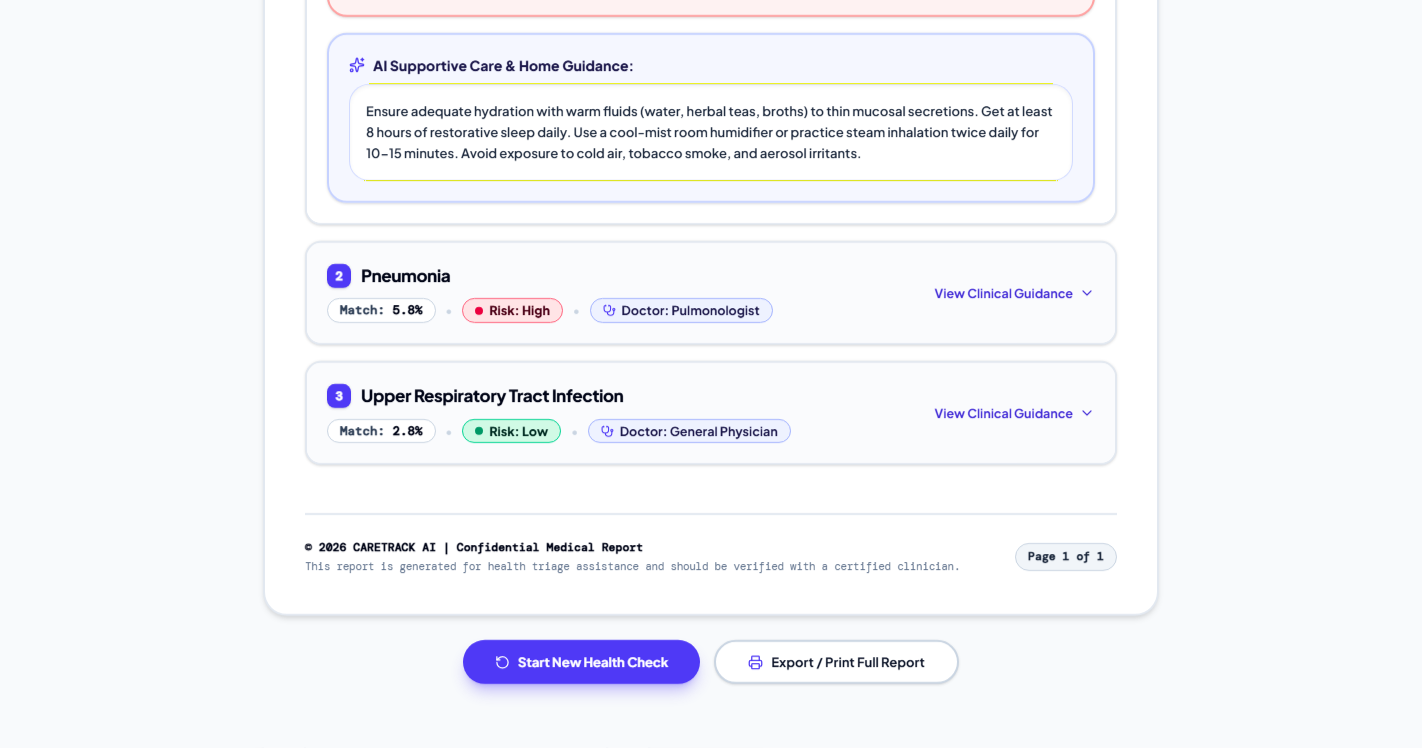 AI Supportive Care & Home Guidance:
Ensure adequate hydration with warm fluids (water, herbal teas, broths) to thin mucosal secretions. Get at least
8 hours of restorative sleep daily. Use a cool-mist room humidifier or practice steam inhalation twice daily for
10-15 minutes. Avoid exposure to cold air, tobacco smoke, and aerosol irritants.
2 Pneumonia
Match: 5.8% • Risk: High • Doctor: Pulmonologist
View Clinical Guidance
3 Upper Respiratory Tract Infection
Match: 2.8% • Risk: Low • Doctor: General Physician
View Clinical Guidance
© 2026 CARETRACK AI | Confidential Medical Report
This report is generated for health triage assistance and should be verified with a certified clinician.
Page 1 of 1
Start New Health Check
Export / Print Full Report